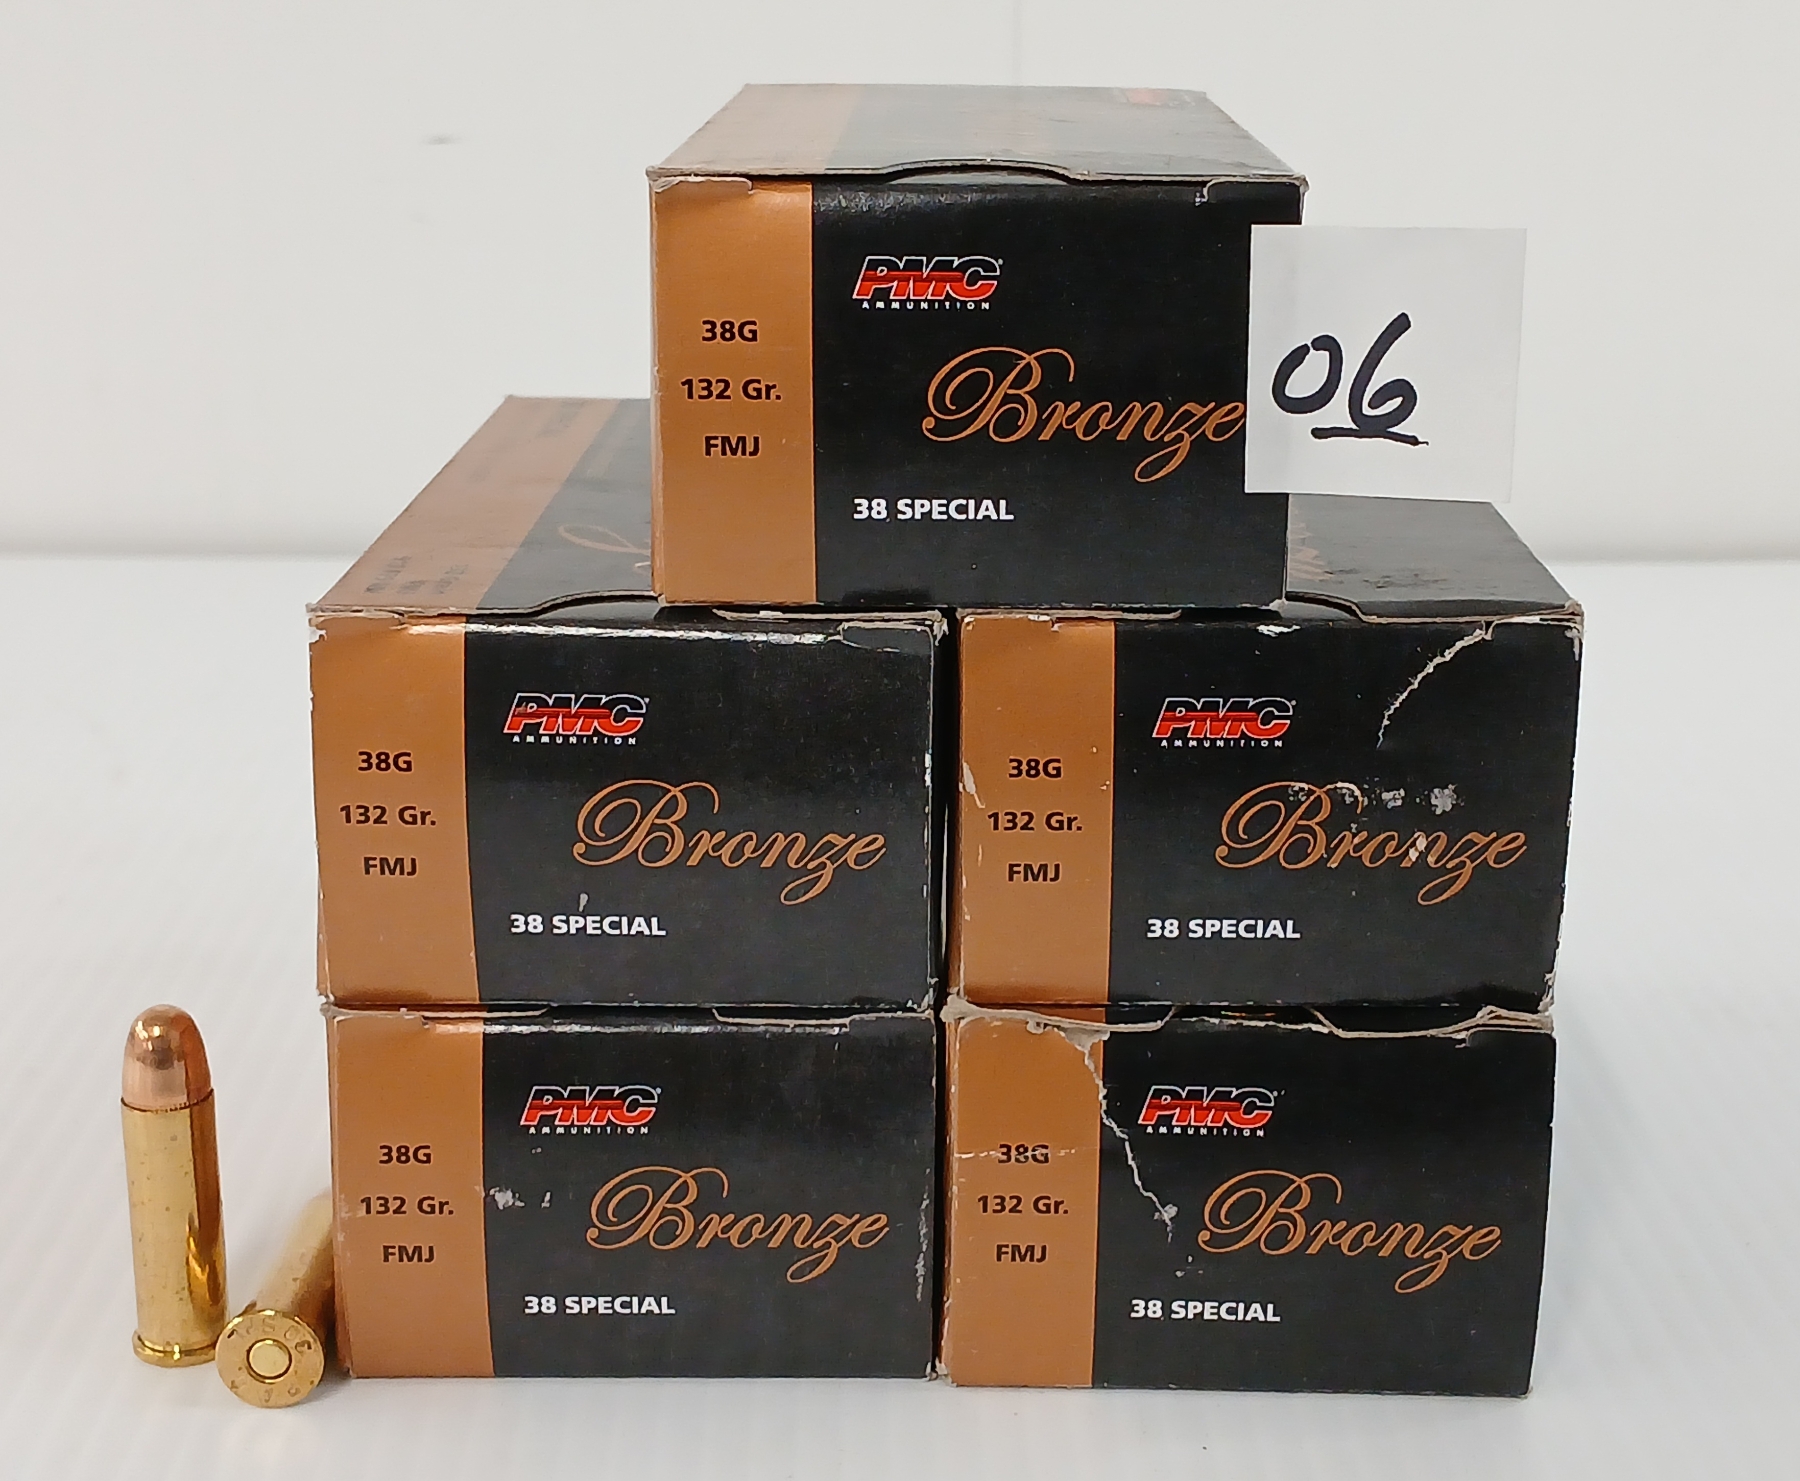 PMC
AMMUNITION
38G
132 Gr.
FMJ
Bronze
38 SPECIAL
06
PMC
AMMUNITION
38G
132 Gr.
FMJ
Bronze
38 SPECIAL
PMC
AMMUNITION
38G
132 Gr.
FMJ
Bronze
38 SPECIAL
PMC
AMMUNITION
38G
132 Gr.
FMJ
Bronze
38 SPECIAL
PMC
AMMUNITION
38G
132 Gr.
FMJ
Bronze
38 SPECIAL